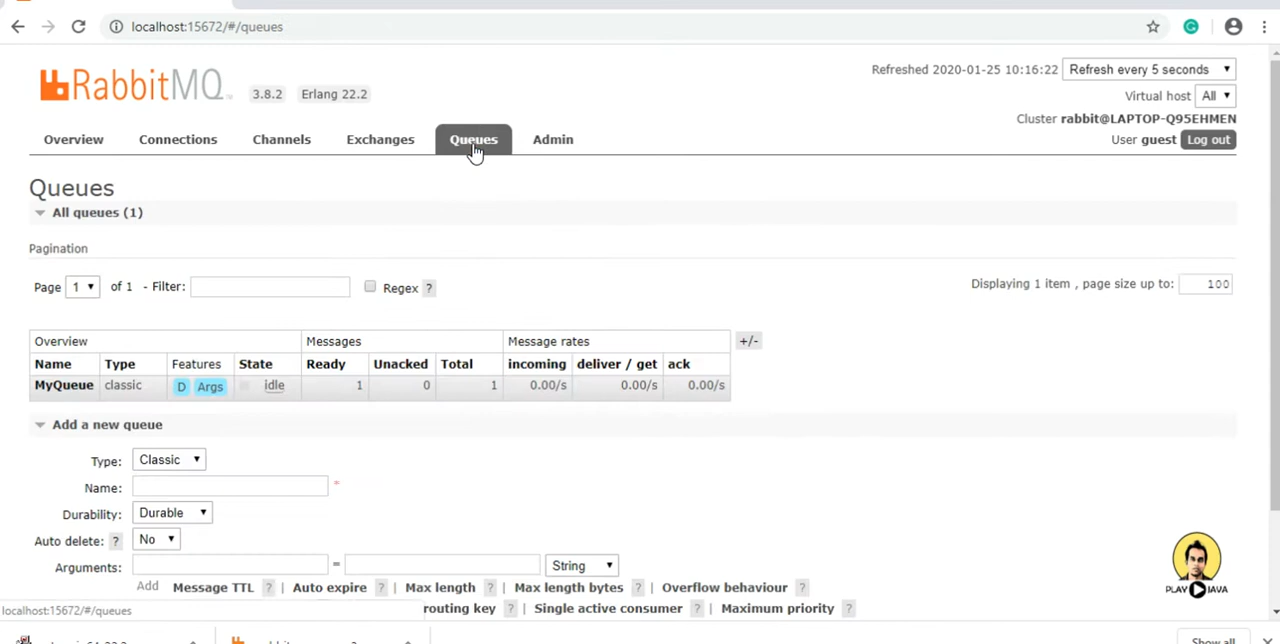 localhost:15672/#/queues
RabbitMQ 3.8.2 Erlang 22.2
Refreshed 2020-01-25 10:16:22 Refresh every 5 seconds
Virtual host All
Cluster rabbit@LAPTOP-Q95EHMEN
User guest Log out
Overview Connections Channels Exchanges Queues Admin
Queues
All queues (1)
Pagination
Page 1 of 1 - Filter: Regex ?
Displaying 1 item , page size up to: 100
Overview Messages Message rates +/-
Name Type Features State Ready Unacked Total incoming deliver / get ack
MyQueue classic D Args idle 1 0 1 0.00/s 0.00/s 0.00/s
Add a new queue
Type: Classic
Name: *
Durability: Durable
Auto delete: ? No
Arguments: = String
Add Message TTL ? | Auto expire ? | Max length ? | Max length bytes ? | Overflow behaviour ?
routing key ? | Single active consumer ? | Maximum priority ?
localhost:15672/#/queues
PLAY JAVA
Show all